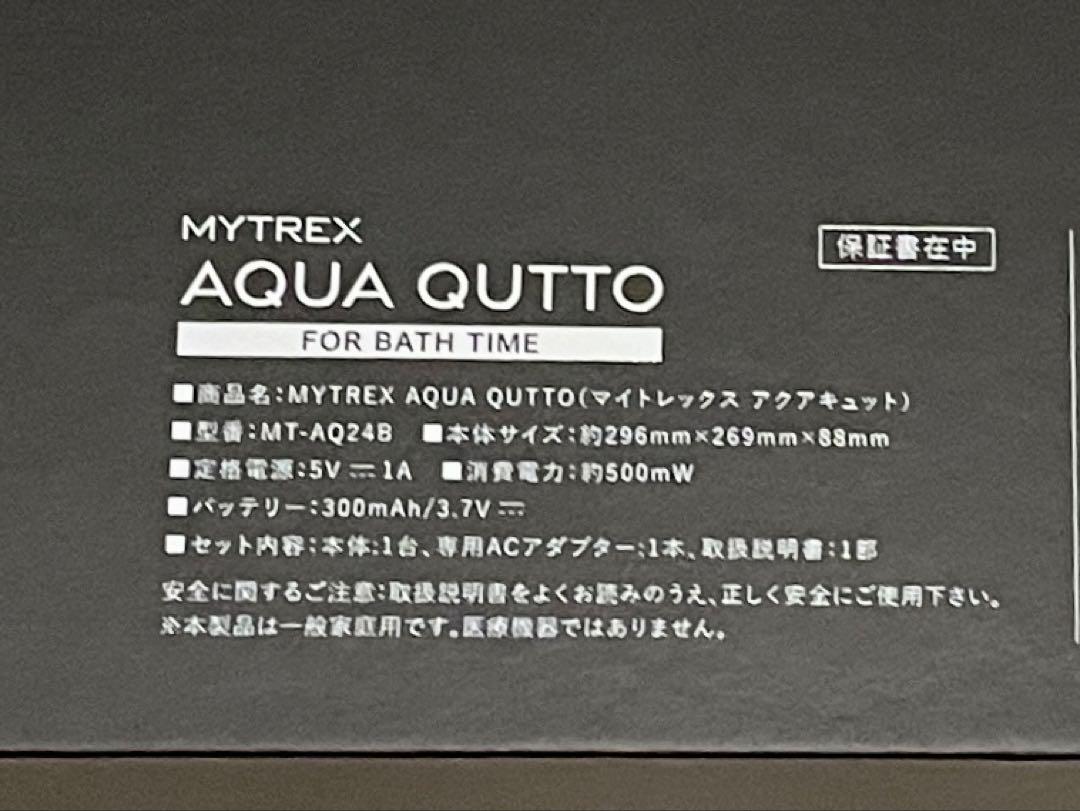 MYTREX
保証書在中
AQUA QUTTO
FOR BATH TIME
■商品名:MYTREX AQUA QUTTO(マイトレックス アクアキュット)
■型番:MT-AQ24B ■本体サイズ:約296mm×269mm×88mm
■定格電源:5V ⎓ 1A ■消費電力:約500mW
■バッテリー:300mAh/3.7V ⎓
■セット内容:本体:1台、専用ACアダプター:1本、取扱説明書:1部
安全に関するご注意:取扱説明書をよくお読みのうえ、正しく安全にご使用下さい。
※本製品は一般家庭用です。医療機器ではありません。